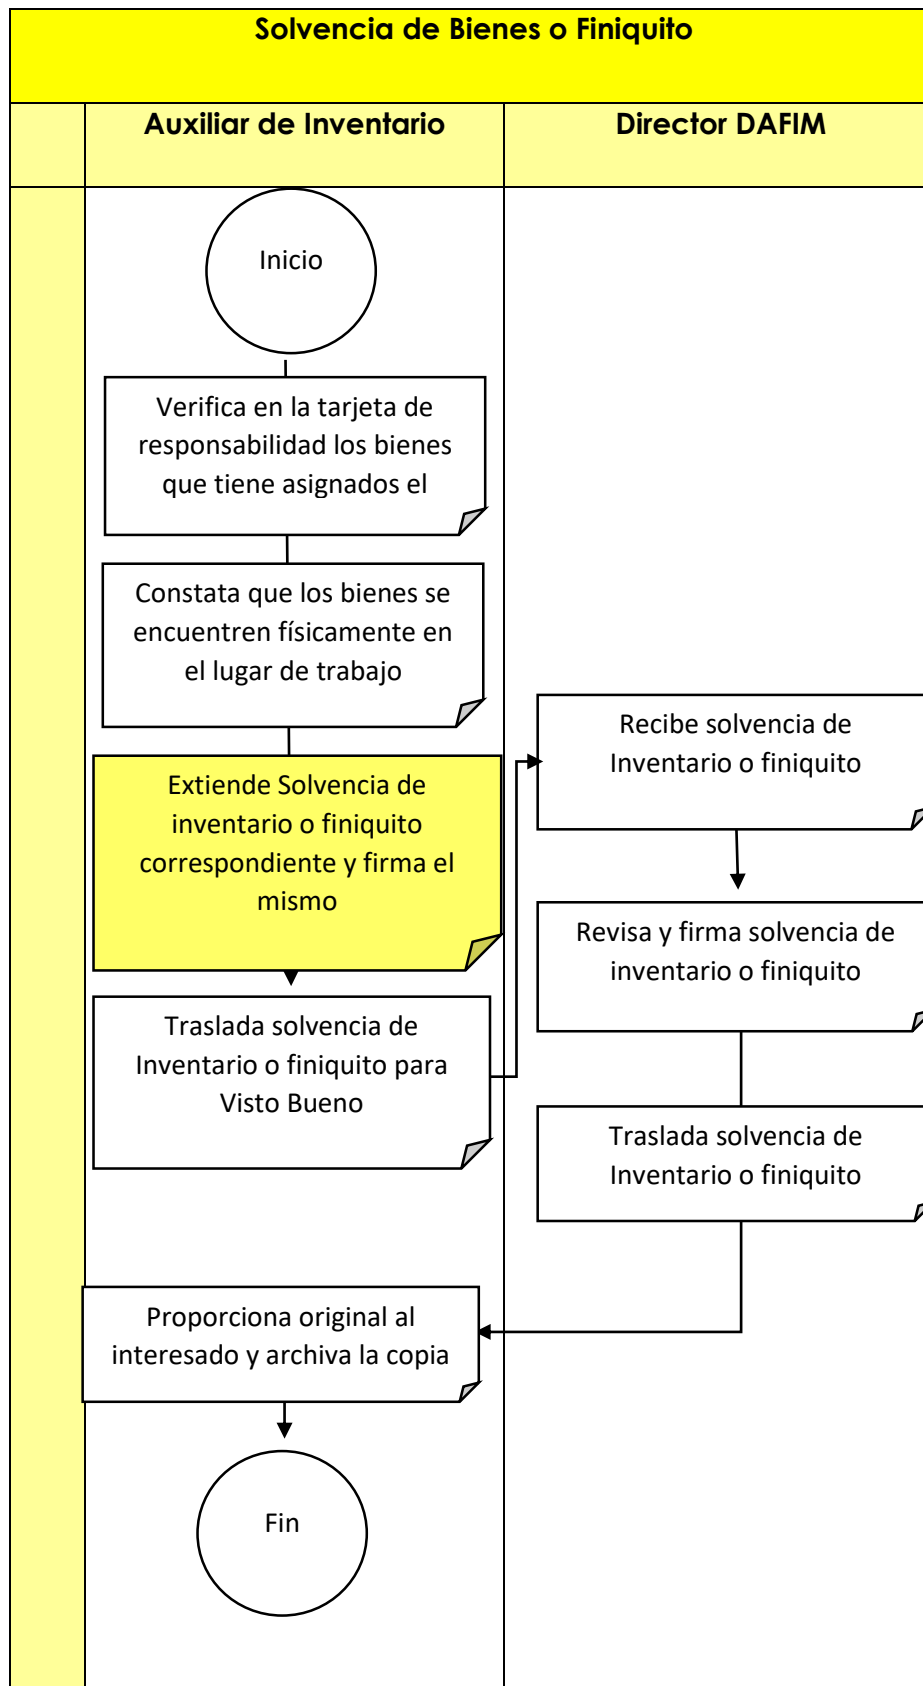 Solvencia de Bienes o Finiquito
Auxiliar de Inventario
Director DAFIM
Inicio
Verifica en la tarjeta de
responsabilidad los bienes
que tiene asignados el
Constata que los bienes se
encuentren físicamente en
el lugar de trabajo
Extiende Solvencia de
inventario o finiquito
correspondiente y firma el
mismo
Traslada solvencia de
Inventario o finiquito para
Visto Bueno
Recibe solvencia de
Inventario o finiquito
Revisa y firma solvencia de
inventario o finiquito
Traslada solvencia de
Inventario o finiquito
Proporciona original al
interesado y archiva la copia
Fin